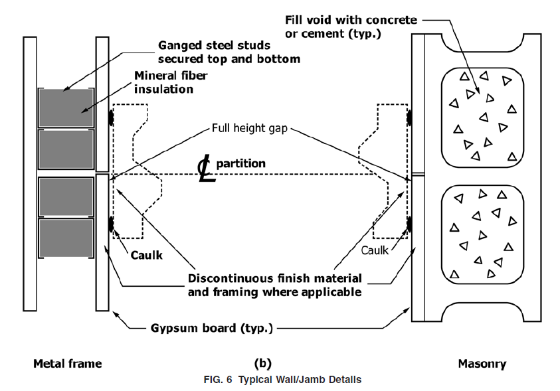 Fill void with concrete
or cement (typ.)
Ganged steel studs
secured top and bottom
Mineral fiber
insulation
Full height gap
℄ partition
Caulk
Caulk
Discontinuous finish material
and framing where applicable
Gypsum board (typ.)
Metal frame
(b)
Masonry
FIG. 6 Typical Wall/Jamb Details